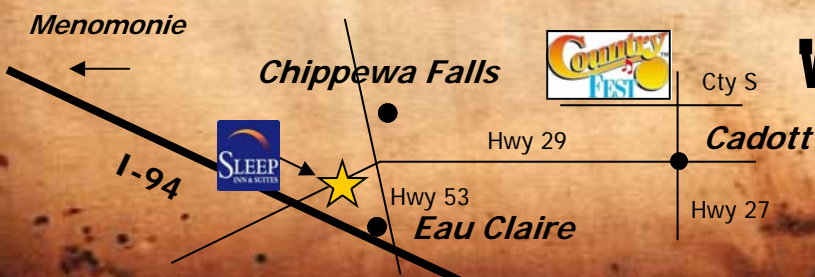 Menomonie
Chippewa Falls
Country
FEST
Cty S
Hwy 29
Cadott
SLEEP
INN & SUITES
I-94
Hwy 53
Hwy 27
Eau Claire